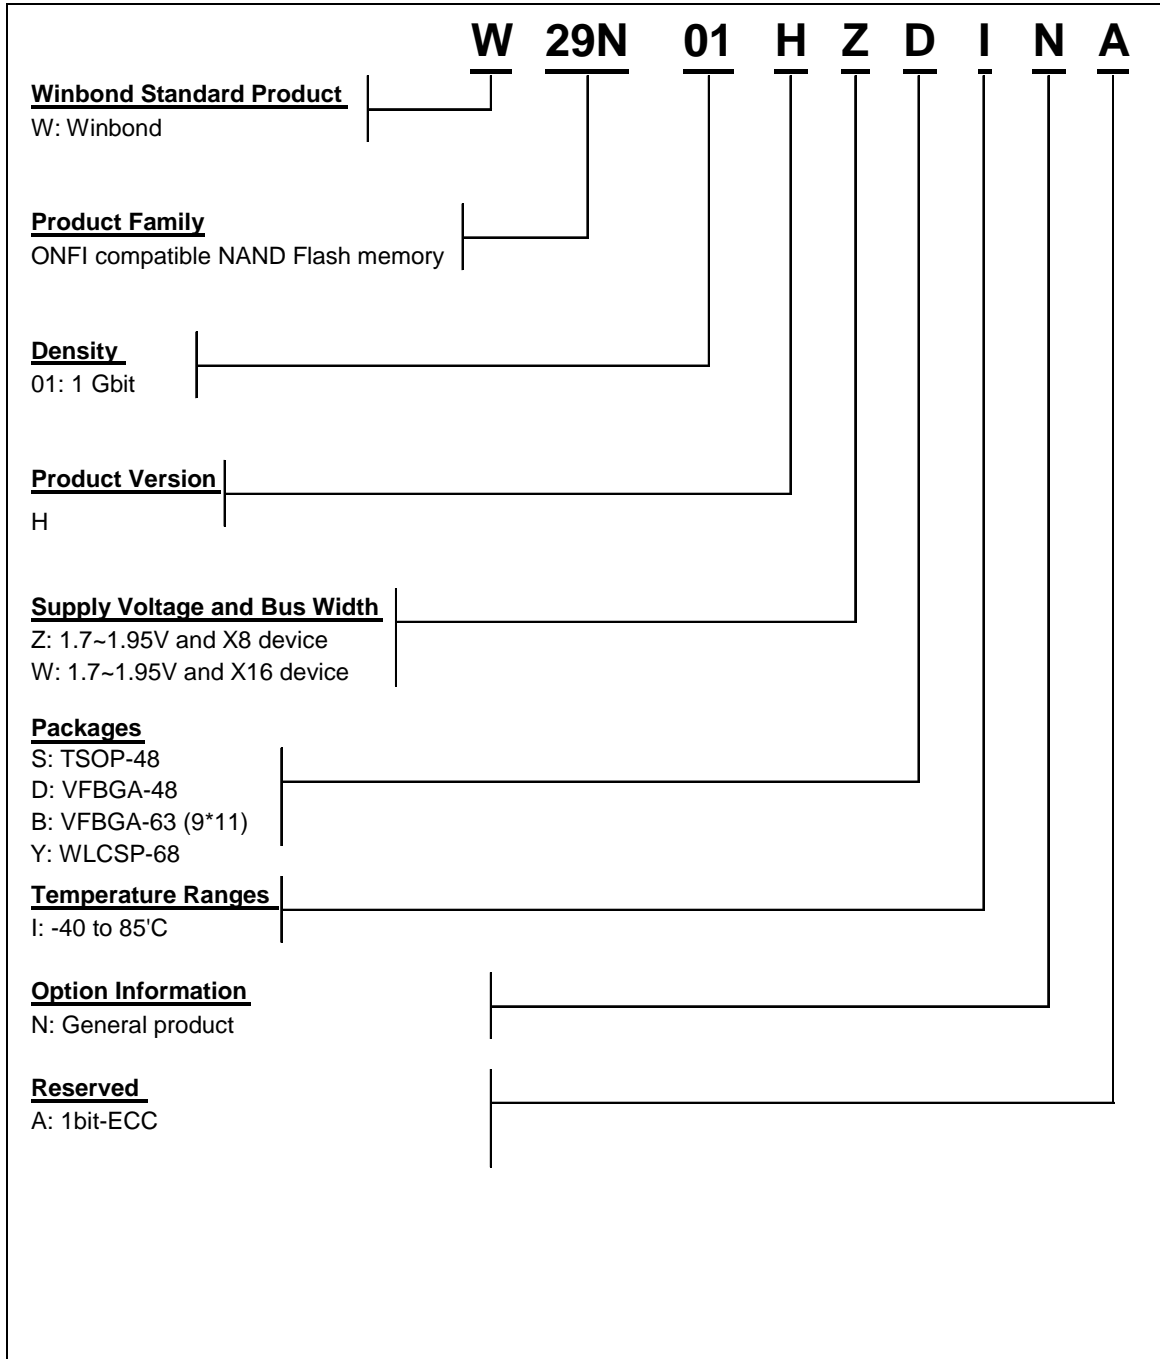 W 29N 01 H Z D I N A
Winbond Standard Product
W: Winbond
Product Family
ONFI compatible NAND Flash memory
Density
01: 1 Gbit
Product Version
H
Supply Voltage and Bus Width
Z: 1.7~1.95V and X8 device
W: 1.7~1.95V and X16 device
Packages
S: TSOP-48
D: VFBGA-48
B: VFBGA-63 (9*11)
Y: WLCSP-68
Temperature Ranges
I: -40 to 85'C
Option Information
N: General product
Reserved
A: 1bit-ECC